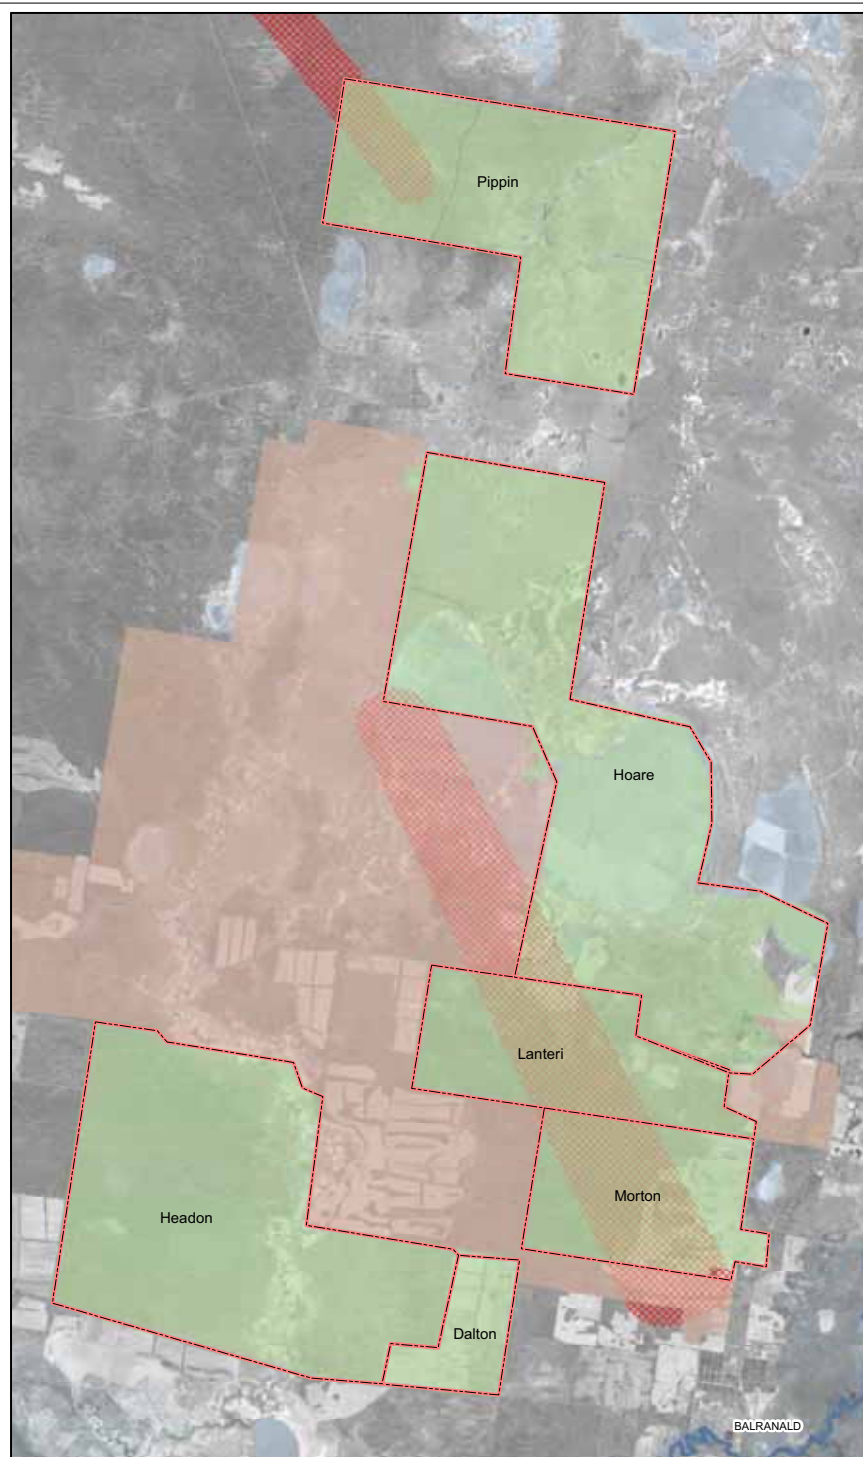 Pippin
Hoare
Lanteri
Morton
Headon
Dalton
BALRANALD